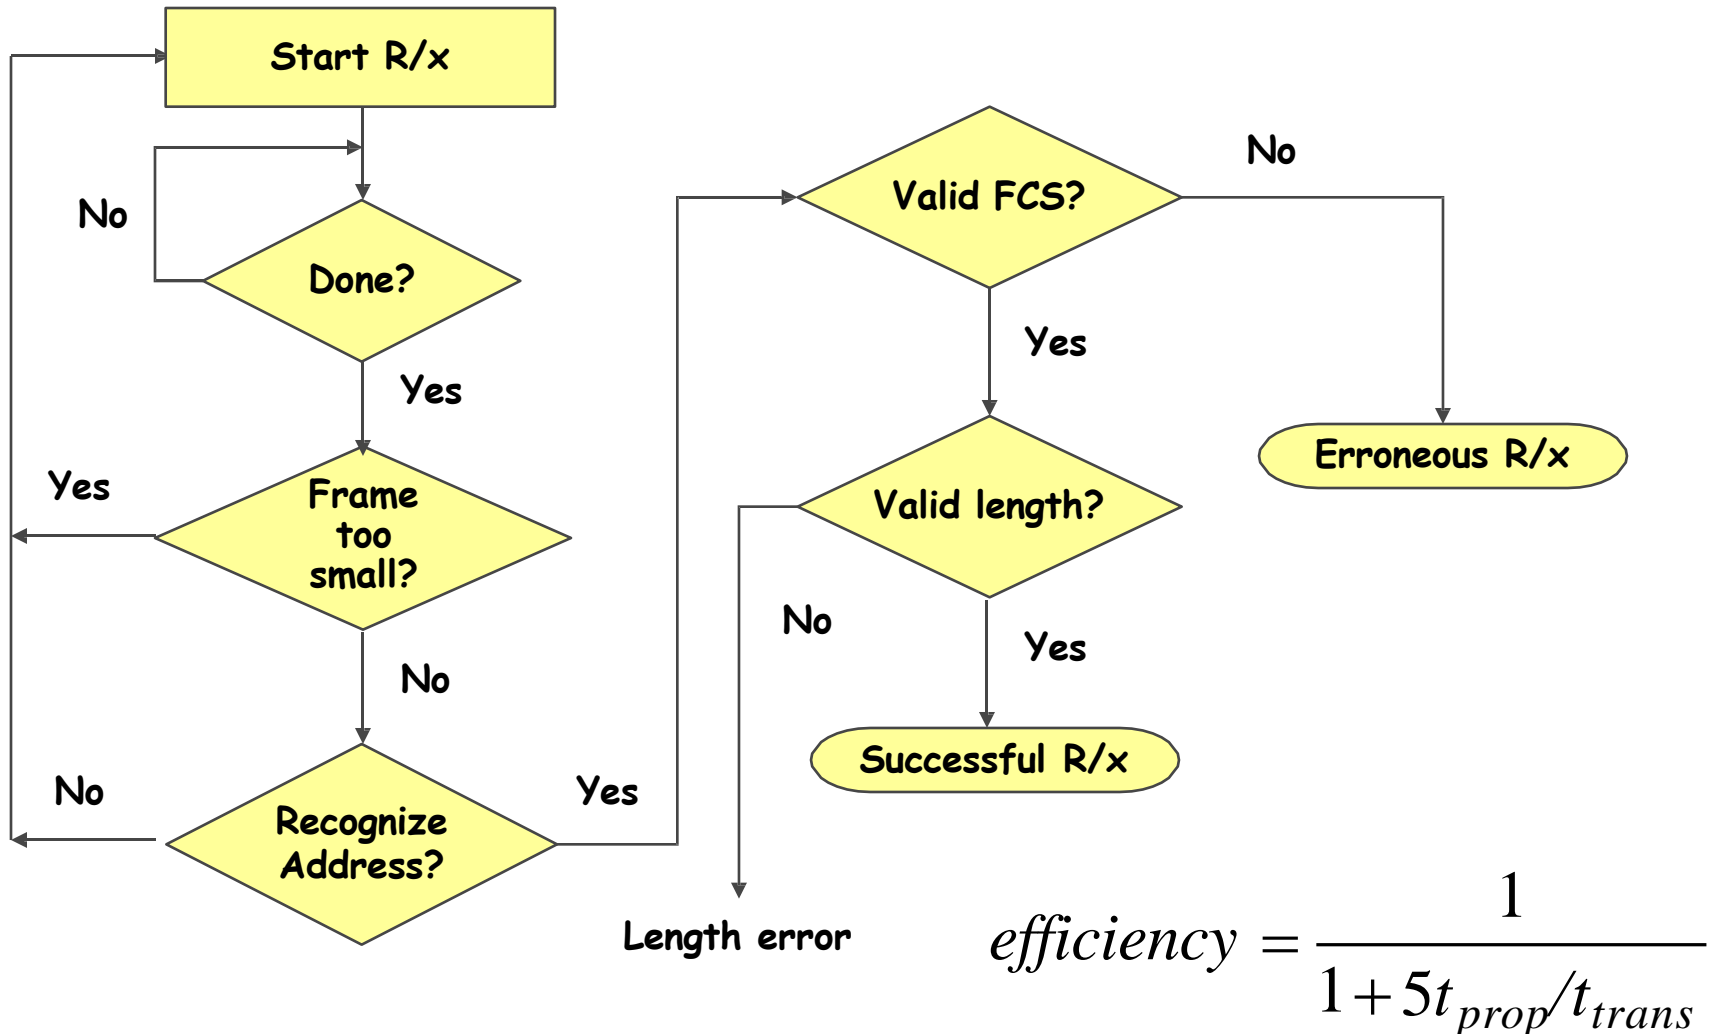 Start R/x
No
Done?
Yes
Yes
Frame
too
small?
No
No
Recognize
Address?
Yes
Valid FCS?
No
Yes
Erroneous R/x
Valid length?
No
Yes
Successful R/x
Length error
efficiency = 1 / (1+5t_prop/t_trans)